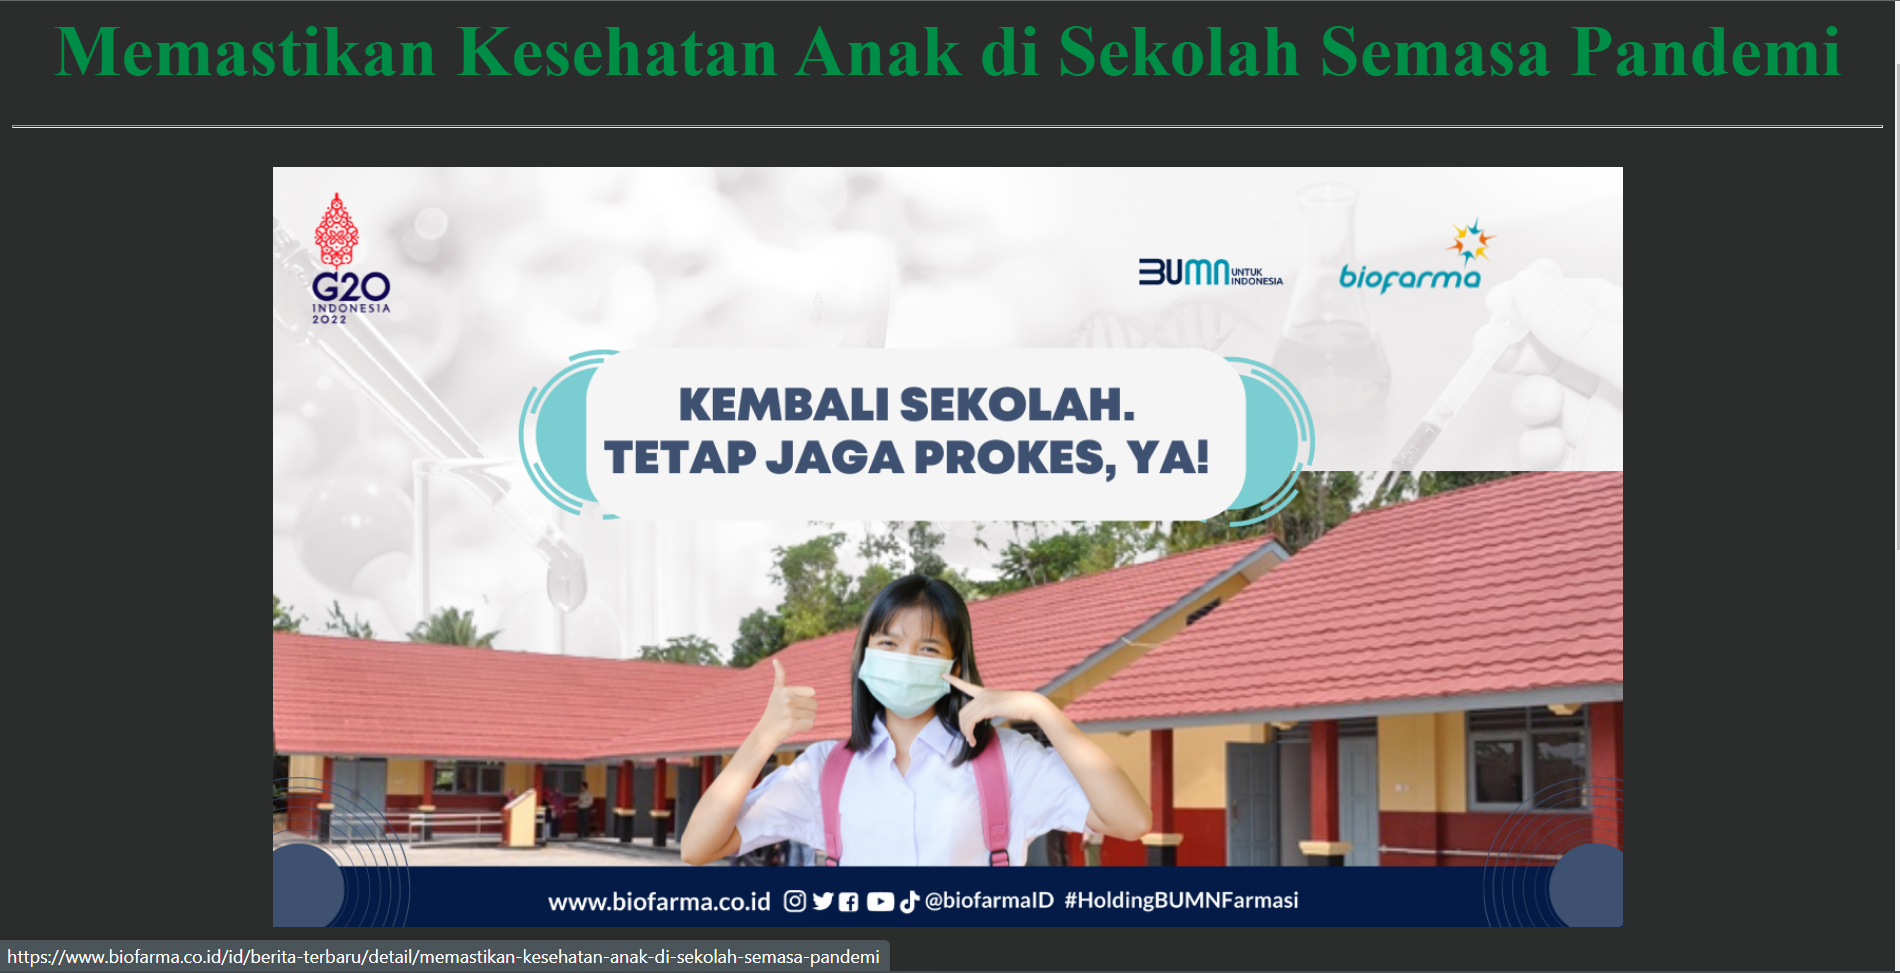 Memastikan Kesehatan Anak di Sekolah Semasa Pandemi
G20
INDONESIA
2022
BUMN UNTUK
INDONESIA
biofarma
KEMBALI SEKOLAH.
TETAP JAGA PROKES, YA!
www.biofarma.co.id @biofarmaID #HoldingBUMNFarmasi
https://www.biofarma.co.id/id/berita-terbaru/detail/memastikan-kesehatan-anak-di-sekolah-semasa-pandemi